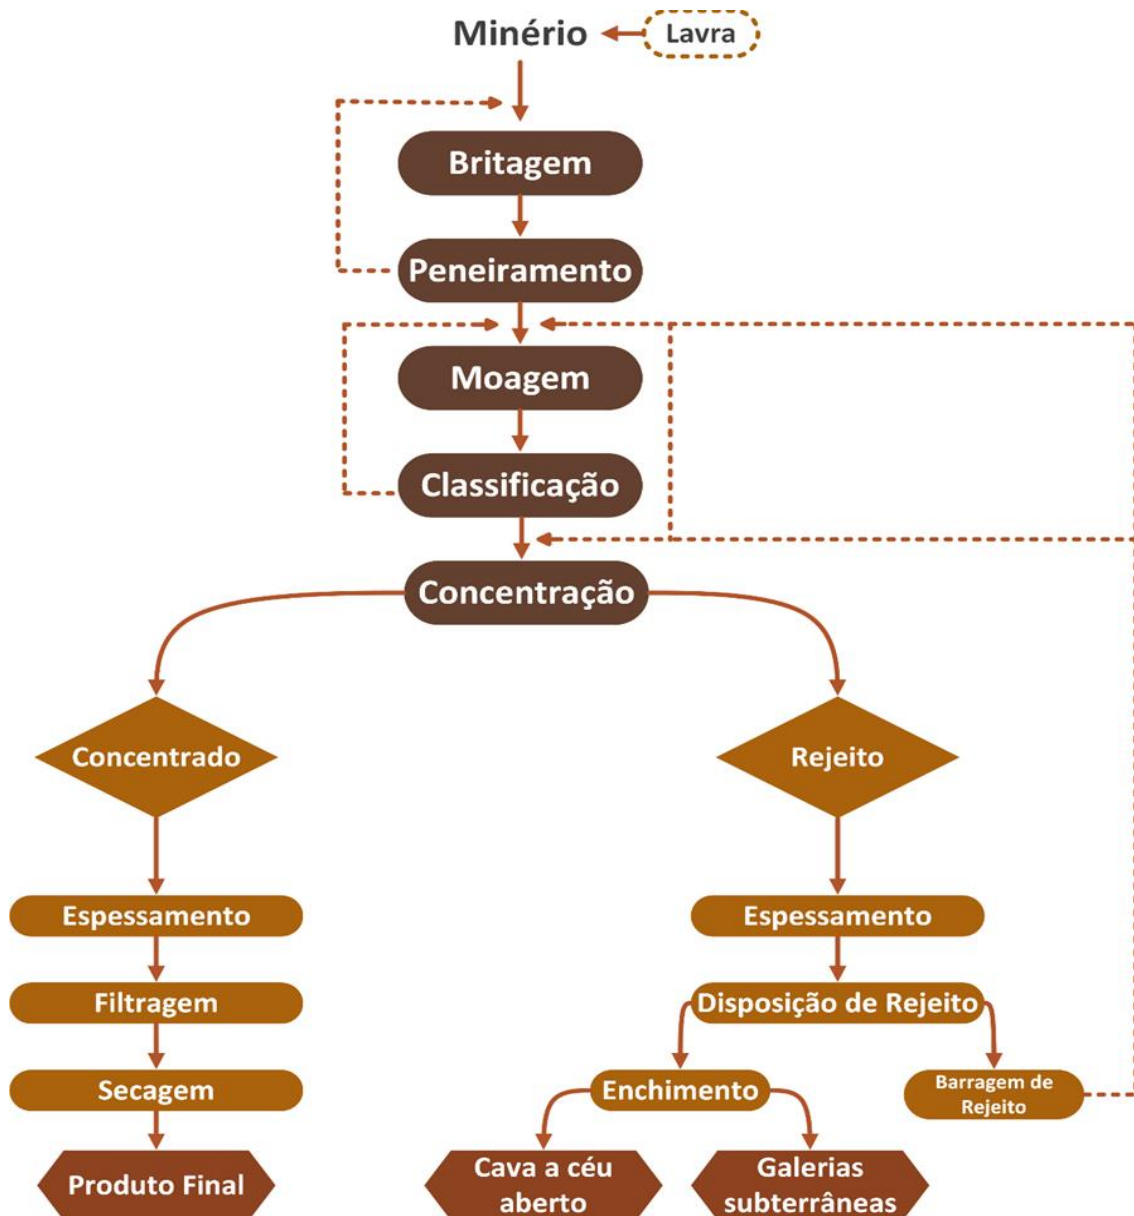 Minério
Lavra
Britagem
Peneiramento
Moagem
Classificação
Concentração
Concentrado
Rejeito
Espessamento
Espessamento
Filtragem
Disposição de Rejeito
Secagem
Enchimento
Barragem de
Rejeito
Produto Final
Cava a céu
aberto
Galerias
subterrâneas